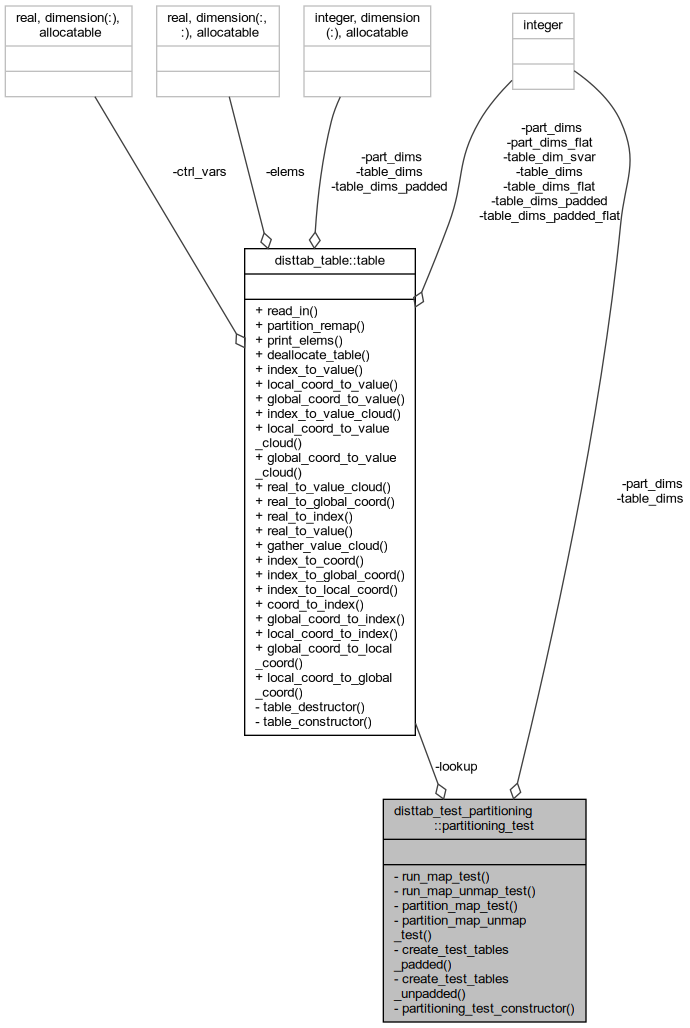 real, dimension(:),
allocatable
real, dimension(:,
:), allocatable
integer, dimension
(:), allocatable
integer
-ctrl_vars
-elems
-part_dims
-table_dims
-table_dims_padded
-part_dims
-part_dims_flat
-table_dim_svar
-table_dims
-table_dims_flat
-table_dims_padded
-table_dims_padded_flat
disttab_table::table
+ read_in()
+ partition_remap()
+ print_elems()
+ deallocate_table()
+ index_to_value()
+ local_coord_to_value()
+ global_coord_to_value()
+ index_to_value_cloud()
+ local_coord_to_value
_cloud()
+ global_coord_to_value
_cloud()
+ real_to_value_cloud()
+ real_to_global_coord()
+ real_to_index()
+ real_to_value()
+ gather_value_cloud()
+ index_to_coord()
+ index_to_global_coord()
+ index_to_local_coord()
+ coord_to_index()
+ global_coord_to_index()
+ local_coord_to_index()
+ global_coord_to_local
_coord()
+ local_coord_to_global
_coord()
- table_destructor()
- table_constructor()
-part_dims
-table_dims
-lookup
disttab_test_partitioning
::partitioning_test
- run_map_test()
- run_map_unmap_test()
- partition_map_test()
- partition_map_unmap
_test()
- create_test_tables
_padded()
- create_test_tables
_unpadded()
- partitioning_test_constructor()